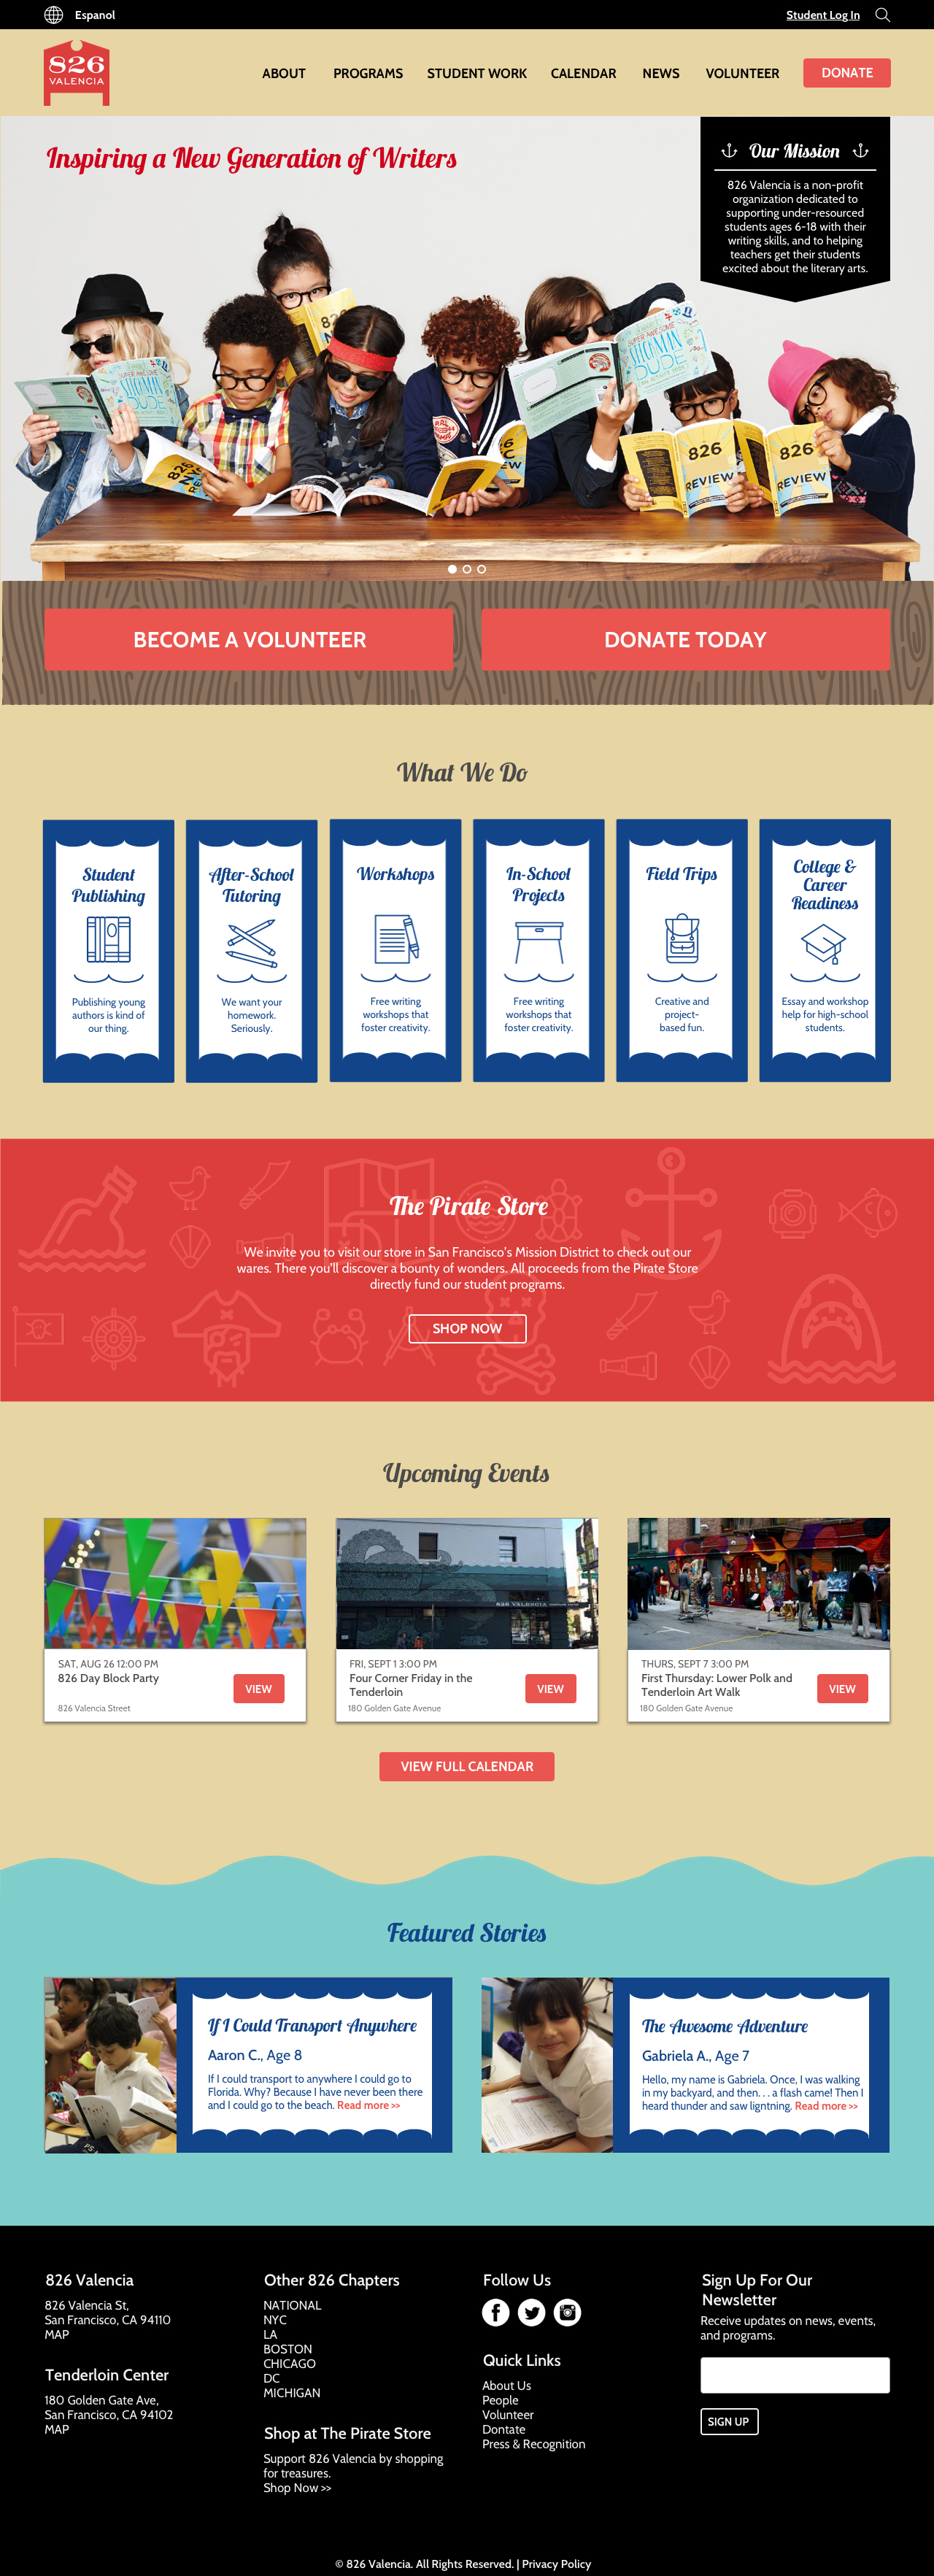 Espanol
Student Log In
826
VALENCIA
ABOUT
PROGRAMS
STUDENT WORK
CALENDAR
NEWS
VOLUNTEER
DONATE
Inspiring a New Generation of Writers
Our Mission
826 Valencia is a non-profit
organization dedicated to
supporting under-resourced
students ages 6-18 with their
writing skills, and to helping
teachers get their students
excited about the literary arts.
826
REVIEW
826
REVIEW
BECOME A VOLUNTEER
DONATE TODAY
What We Do
Student
Publishing
Publishing young
authors is kind of
our thing.
After-School
Tutoring
We want your
homework.
Seriously.
Workshops
Free writing
workshops that
foster creativity.
In-School
Projects
Free writing
workshops that
foster creativity.
Field Trips
Creative and
project-
based fun.
College &
Career
Readiness
Essay and workshop
help for high-school
students.
The Pirate Store
We invite you to visit our store in San Francisco's Mission District to check out our
wares. There you'll discover a bounty of wonders. All proceeds from the Pirate Store
directly fund our student programs.
SHOP NOW
Upcoming Events
SAT, AUG 26 12:00 PM
826 Day Block Party
826 Valencia Street
VIEW
826 VALENCIA
FRI, SEPT 1 3:00 PM
Four Corner Friday in the
Tenderloin
180 Golden Gate Avenue
VIEW
THURS, SEPT 7 3:00 PM
First Thursday: Lower Polk and
Tenderloin Art Walk
180 Golden Gate Avenue
VIEW
VIEW FULL CALENDAR
Featured Stories
If I Could Transport Anywhere
Aaron C., Age 8
If I could transport to anywhere I could go to
Florida. Why? Because I have never been there
and I could go to the beach. Read more >>
The Awesome Adventure
Gabriela A., Age 7
Hello, my name is Gabriela. Once, I was walking
in my backyard, and then. . . a flash came! Then I
heard thunder and saw ligntning. Read more >>
826 Valencia
826 Valencia St,
San Francisco, CA 94110
MAP
Tenderloin Center
180 Golden Gate Ave,
San Francisco, CA 94102
MAP
Other 826 Chapters
NATIONAL
NYC
LA
BOSTON
CHICAGO
DC
MICHIGAN
Shop at The Pirate Store
Support 826 Valencia by shopping
for treasures.
Shop Now >>
Follow Us
Quick Links
About Us
People
Volunteer
Dontate
Press & Recognition
Sign Up For Our
Newsletter
Receive updates on news, events,
and programs.
SIGN UP
© 826 Valencia. All Rights Reserved. | Privacy Policy